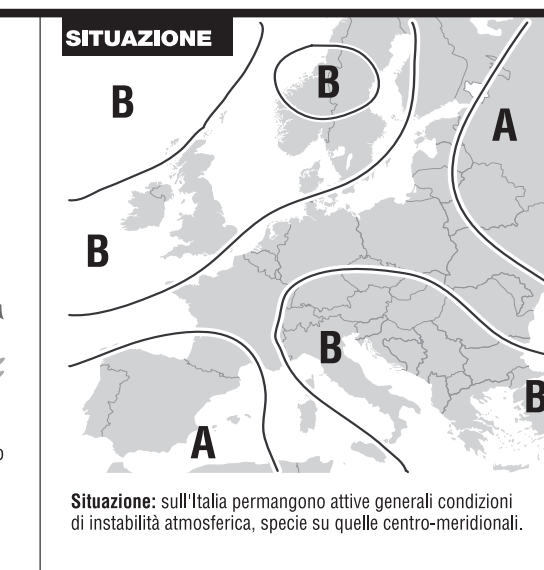 SITUAZIONE
B
B
A
B
B
B
A
Situazione: sull'Italia permangono attive generali condizioni
di instabilità atmosferica, specie su quelle centro-meridionali.